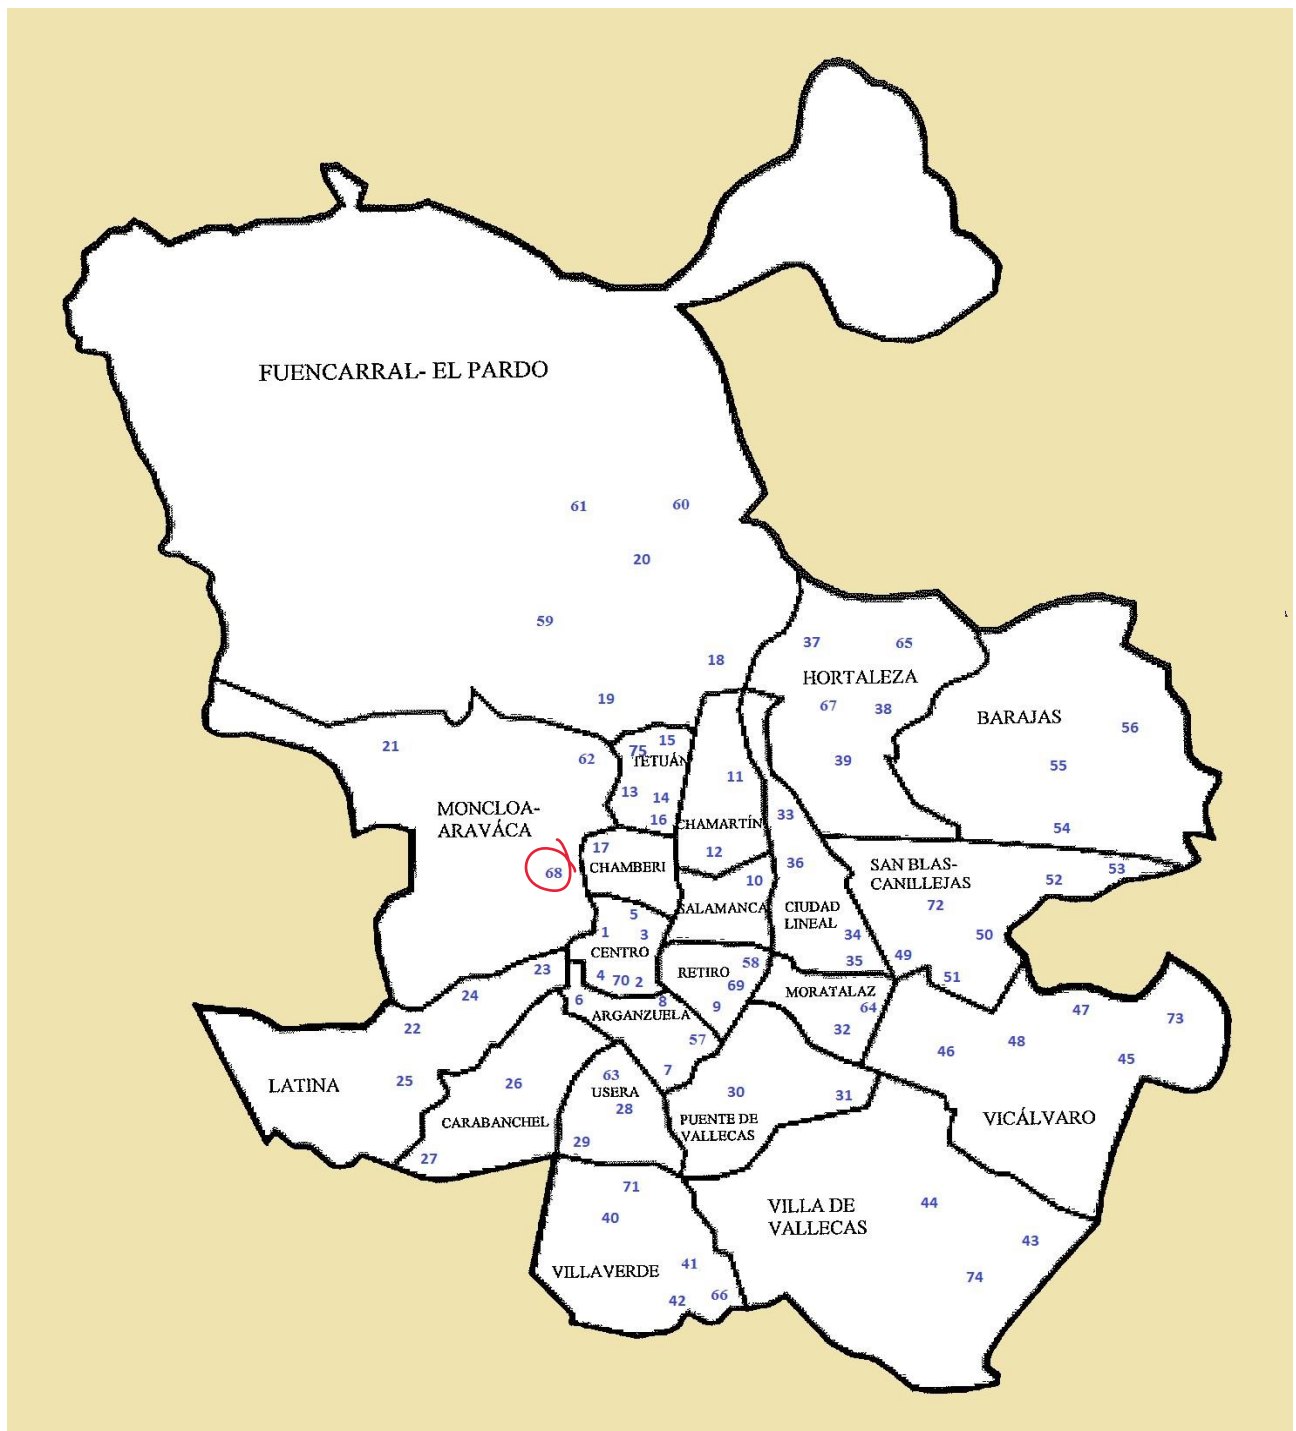 FUENCARRAL- EL PARDO
61
60
20
59
37
65
18
HORTALEZA
19
67
38
BARAJAS
56
21
62
75
15
TETUÁN
39
55
11
13
14
MONCLOA-
ARAVÁCA
33
16
CHAMARTÍN
54
17
12
36
SAN BLAS-
CANILLEJAS
53
68
CHAMBERI
10
52
72
5
SALAMANCA
CIUDAD
LINEAL
1
3
34
50
CENTRO
49
23
4
70
2
RETIRO
58
35
51
69
MORATALAZ
24
6
8
9
64
ARGANZUELA
22
32
47
73
57
46
48
45
7
LATINA
25
26
63
USERA
28
30
31
CARABANCHEL
PUENTE DE
VALLECAS
VICÁLVARO
29
27
71
40
VILLA DE
VALLECAS
44
43
VILLAVERDE
41
74
42
66